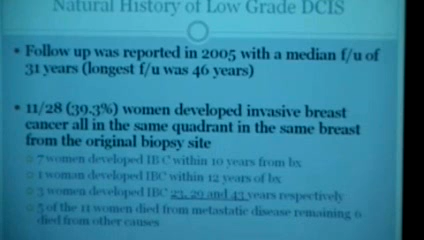 Natural History of Low Grade DCIS
• Follow up was reported in 2005 with a median f/u of
31 years (longest f/u was 46 years)
• 11/28 (39.3%) women developed invasive breast
cancer all in the same quadrant in the same breast
from the original biopsy site
7 women developed IBC within 10 years from bx
1 woman developed IBC within 12 years of bx
3 women developed IBC 23, 29 and 43 years respectively
5 of the 11 women died from metastatic disease remaining 6
died from other causes